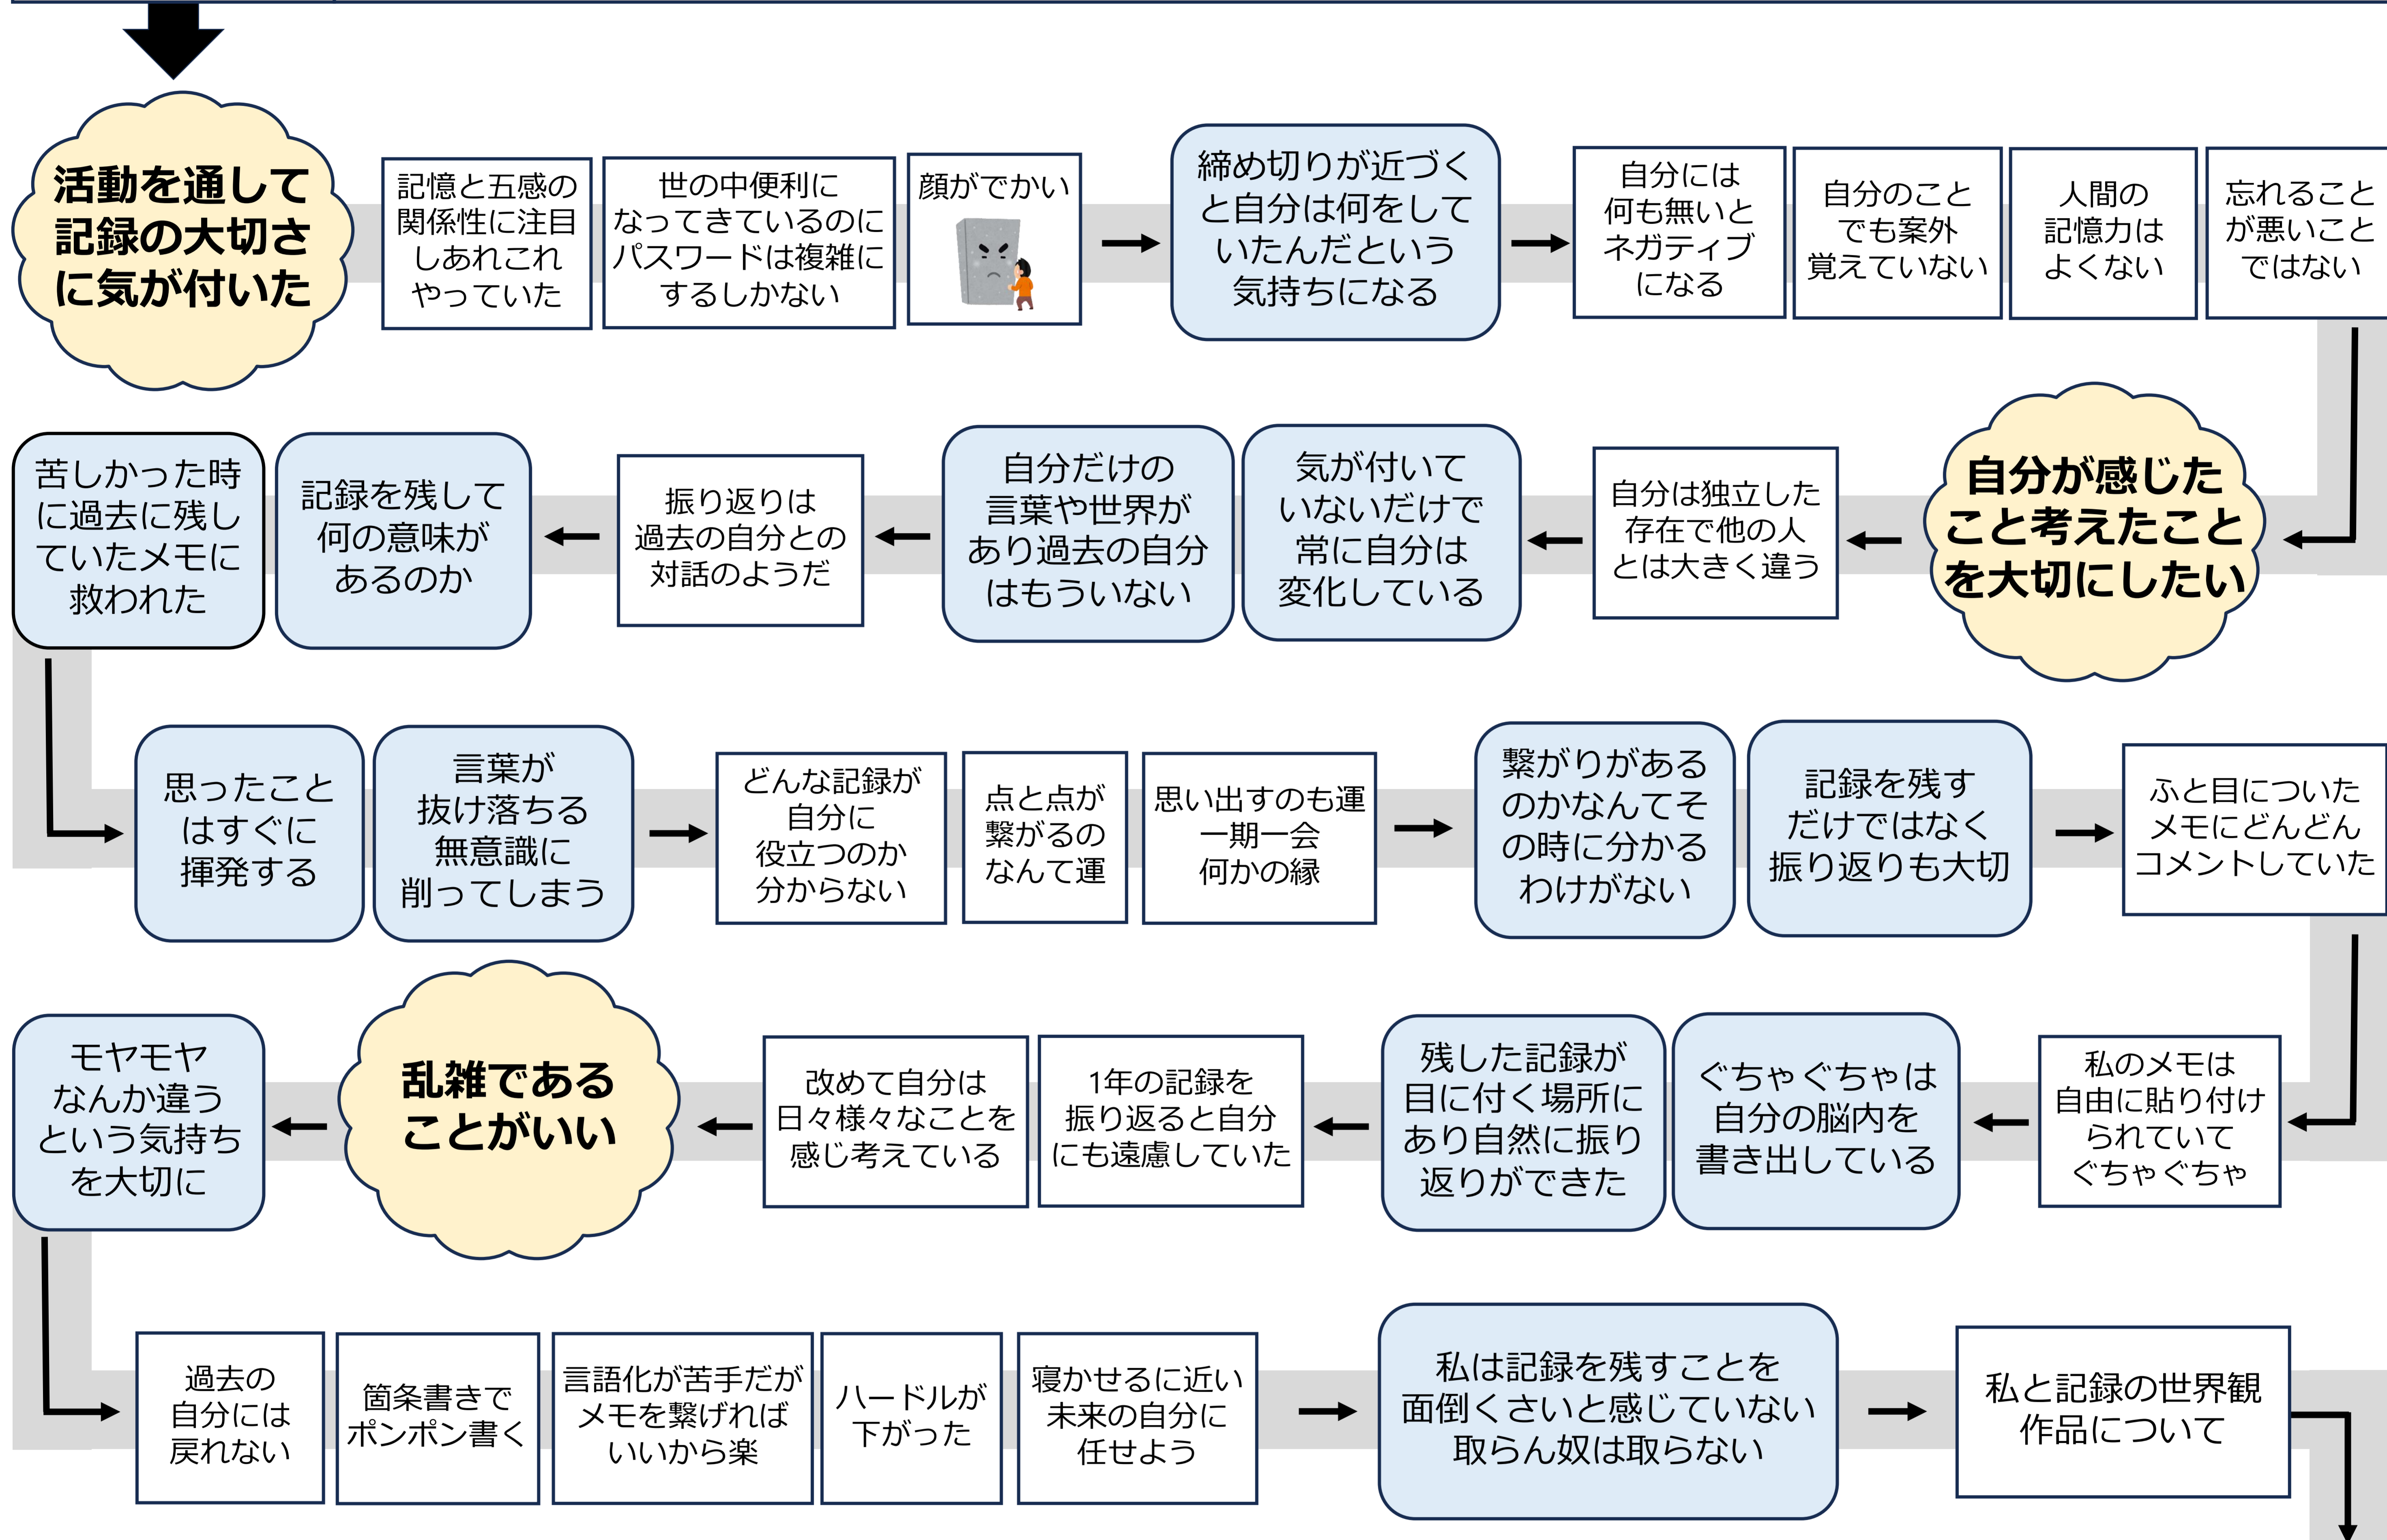 活動を通して
記録の大切さ
に気が付いた
記憶と五感の
関係性に注目
しあれこれ
やっていた
世の中便利に
なってきているのに
パスワードは複雑に
するしかない
顔がでかい
締め切りが近づく
と自分は何をして
いたんだという
気持ちになる
自分には
何も無いと
ネガティブ
になる
自分のこと
でも案外
覚えていない
人間の
記憶力は
よくない
忘れること
が悪いこと
ではない
自分が感じた
こと考えたこと
を大切にしたい
自分は独立した
存在で他の人
とは大きく違う
気が付いて
いないだけで
常に自分は
変化している
自分だけの
言葉や世界が
あり過去の自分
はもういない
振り返りは
過去の自分との
対話のようだ
記録を残して
何の意味が
あるのか
苦しかった時
に過去に残し
ていたメモに
救われた
思ったこと
はすぐに
揮発する
言葉が
抜け落ちる
無意識に
削ってしまう
どんな記録が
自分に
役立つのか
分からない
点と点が
繋がるの
なんて運
思い出すのも運
一期一会
何かの縁
繋がりがある
のかなんてそ
の時に分かる
わけがない
記録を残す
だけではなく
振り返りも大切
ふと目についた
メモにどんどん
コメントしていた
私のメモは
自由に貼り付け
られていて
ぐちゃぐちゃ
ぐちゃぐちゃは
自分の脳内を
書き出している
残した記録が
目に付く場所に
あり自然に振り
返りができた
1年の記録を
振り返ると自分
にも遠慮していた
改めて自分は
日々様々なことを
感じ考えている
乱雑である
ことがいい
モヤモヤ
なんか違う
という気持ち
を大切に
過去の
自分には
戻れない
箇条書きで
ポンポン書く
言語化が苦手だが
メモを繋げれば
いいから楽
ハードルが
下がった
寝かせるに近い
未来の自分に
任せよう
私は記録を残すことを
面倒くさいと感じていない
取らん奴は取らない
私と記録の世界観
作品について